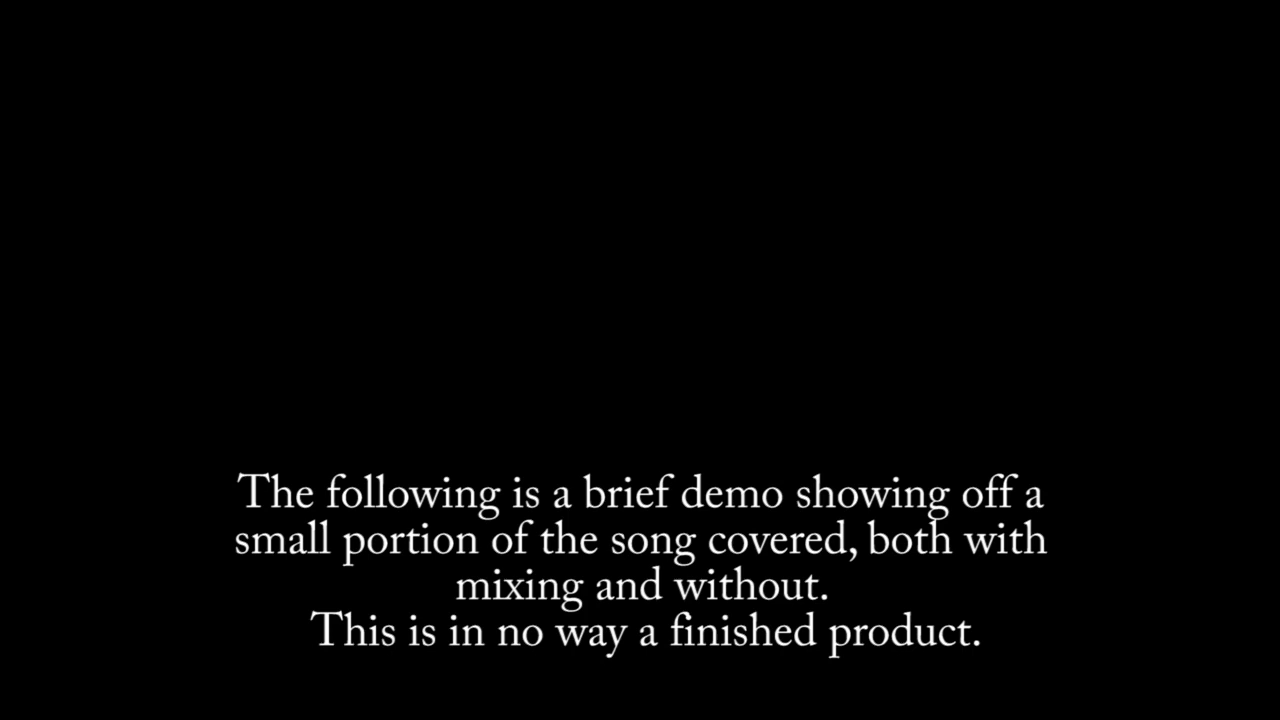 The following is a brief demo showing off a
small portion of the song covered, both with
mixing and without.
This is in no way a finished product.